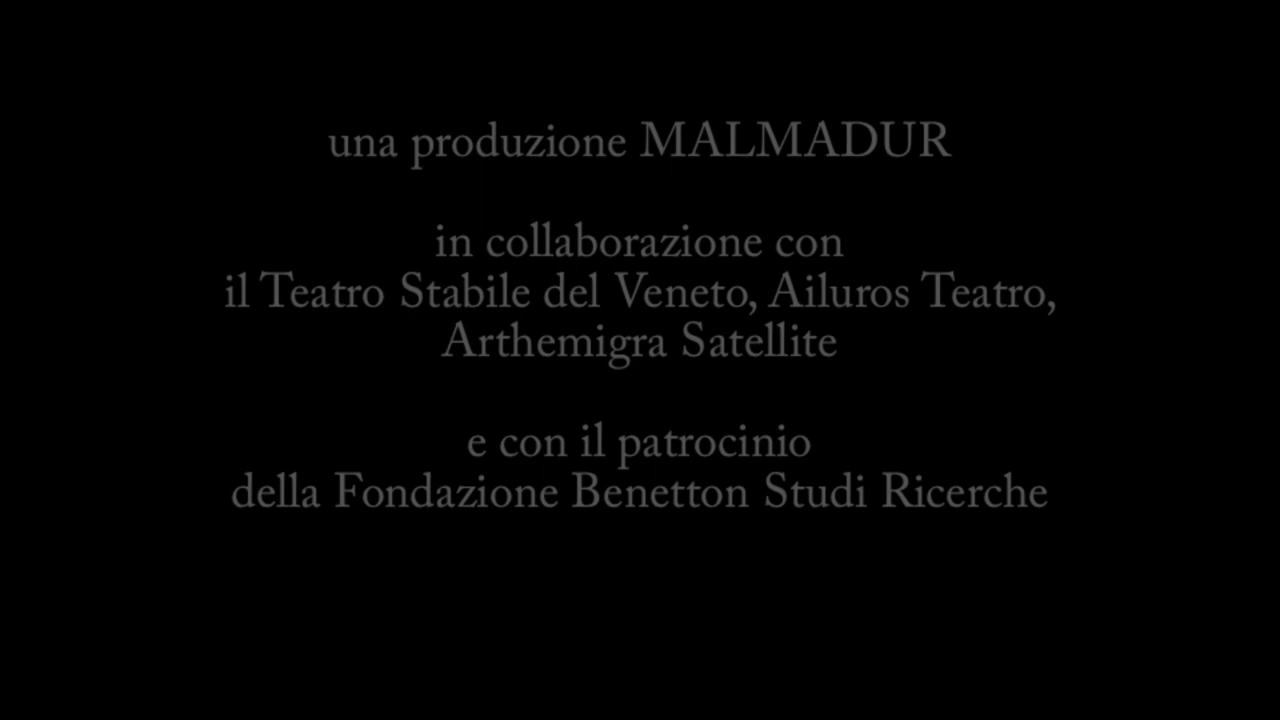 una produzione MALMADUR
in collaborazione con
il Teatro Stabile del Veneto, Ailuros Teatro,
Arthemigra Satellite
e con il patrocinio
della Fondazione Benetton Studi Ricerche